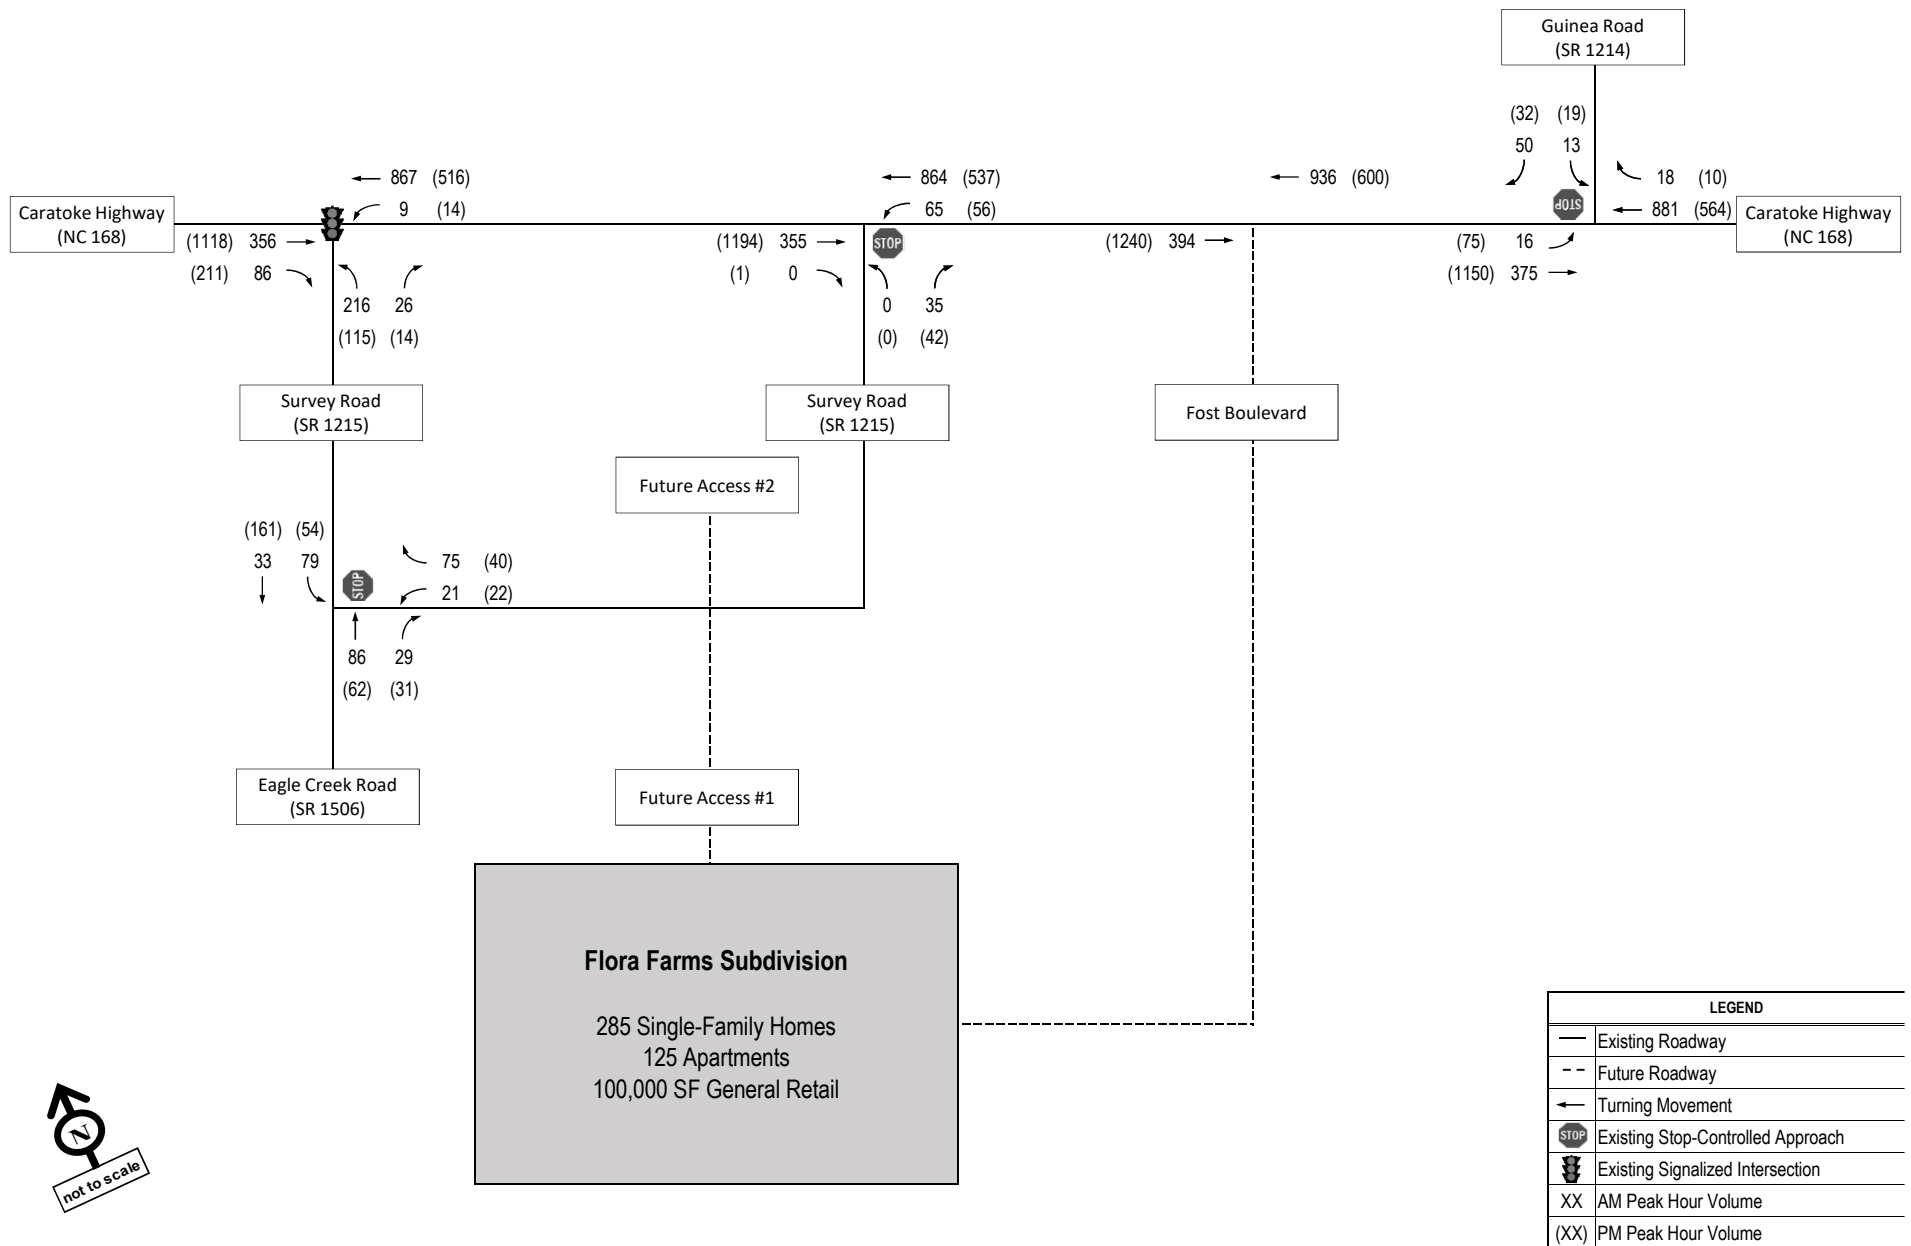 Guinea Road
(SR 1214)
(32) (19)
50 13
867 (516)
864 (537)
936 (600)
18 (10)
9 (14)
65 (56)
STOP
881 (564)
Caratoke Highway
(NC 168)
Caratoke Highway
(NC 168)
(1118) 356
(1194) 355
STOP
(1240) 394
(75) 16
(211) 86
(1) 0
(1150) 375
216 26
(115) (14)
0 35
(0) (42)
Survey Road
(SR 1215)
Survey Road
(SR 1215)
Fost Boulevard
Future Access #2
(161) (54)
33 79
75 (40)
STOP
21 (22)
86 29
(62) (31)
Eagle Creek Road
(SR 1506)
Future Access #1
Flora Farms Subdivision
285 Single-Family Homes
125 Apartments
100,000 SF General Retail
N
not to scale
LEGEND
Existing Roadway
Future Roadway
Turning Movement
STOP Existing Stop-Controlled Approach
Existing Signalized Intersection
XX AM Peak Hour Volume
(XX) PM Peak Hour Volume